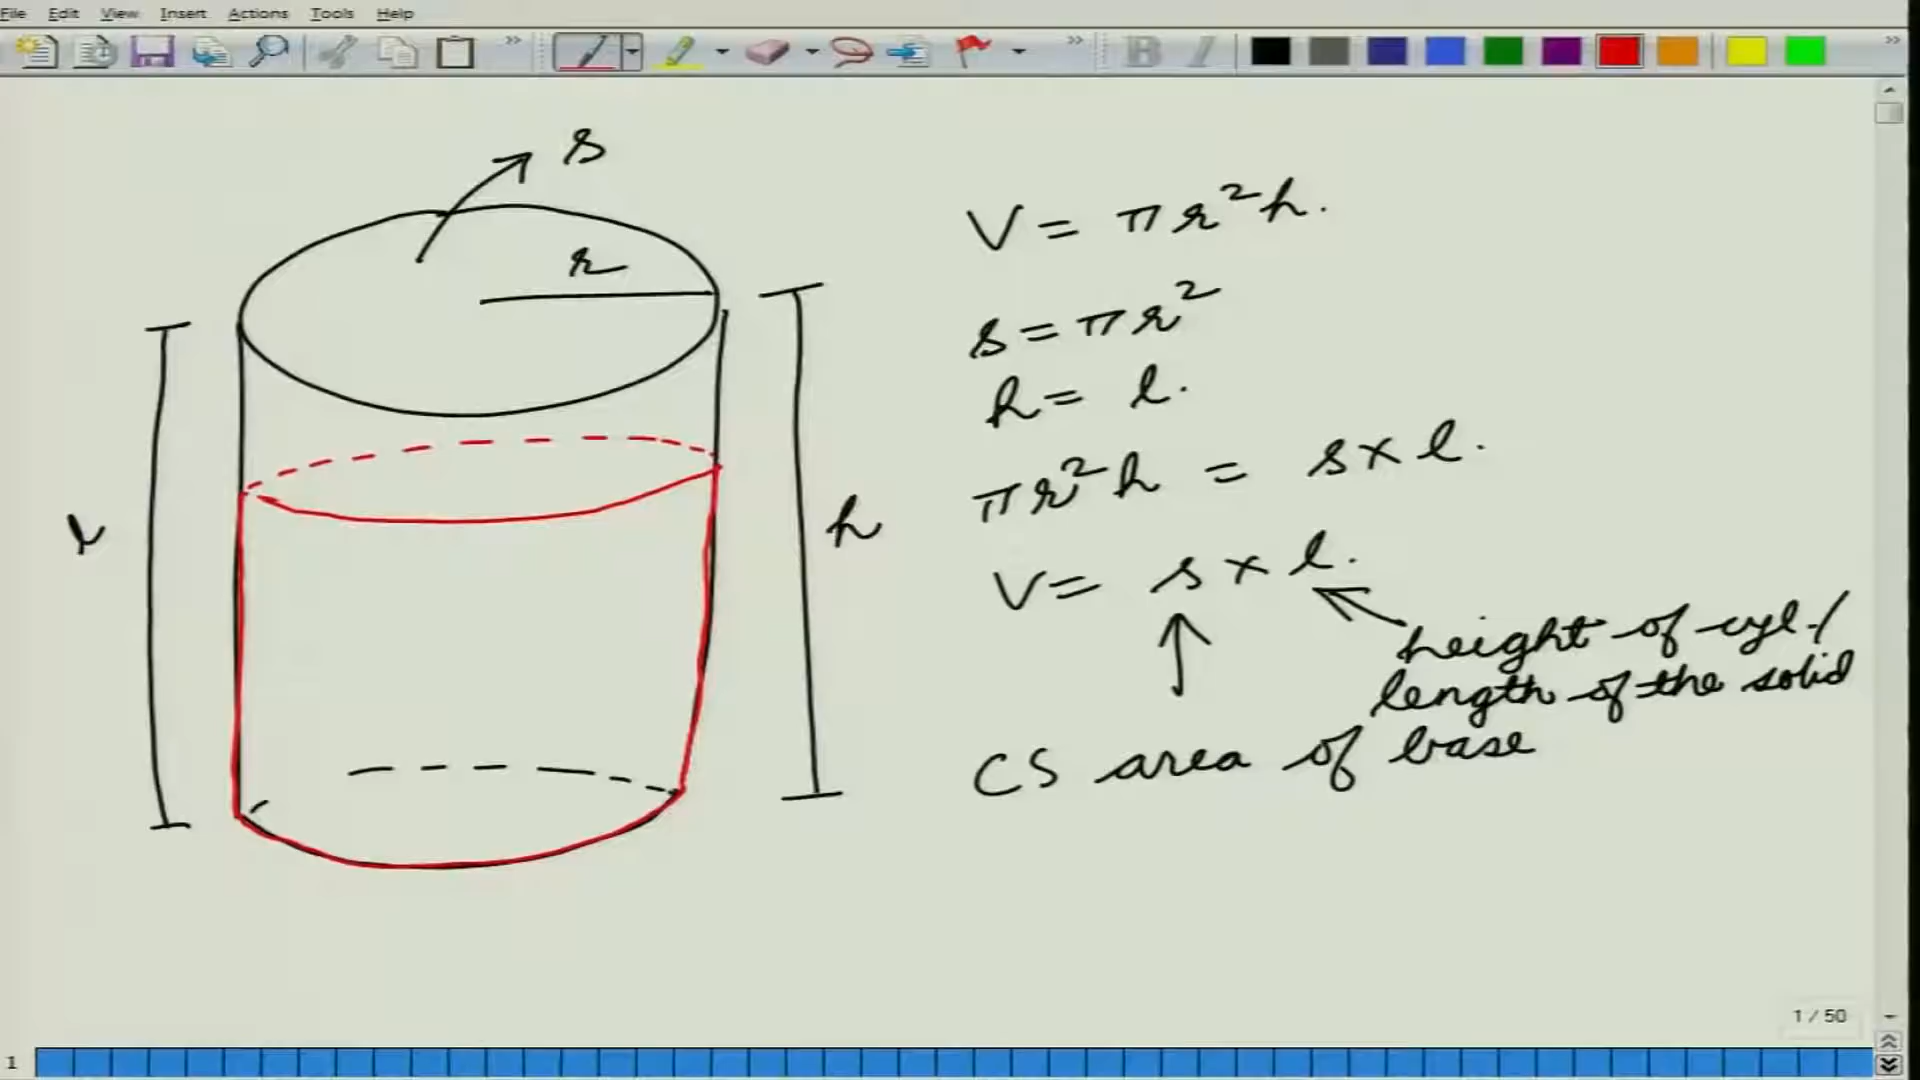 File Edit View Insert Actions Tools Help
B I
s
r
V = πr²h.
s = πr²
h = l.
πr²h = s × l.
l
h
V = s × l.
height of cyl./
length of the solid
CS area of base
1 / 50
1